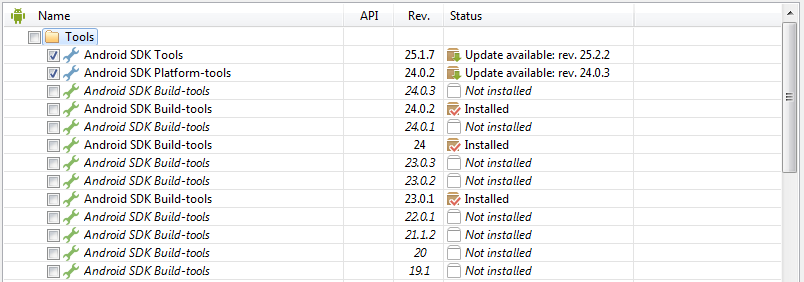 Name API Rev. Status
Tools
Android SDK Tools 25.1.7 Update available: rev. 25.2.2
Android SDK Platform-tools 24.0.2 Update available: rev. 24.0.3
Android SDK Build-tools 24.0.3 Not installed
Android SDK Build-tools 24.0.2 Installed
Android SDK Build-tools 24.0.1 Not installed
Android SDK Build-tools 24 Installed
Android SDK Build-tools 23.0.3 Not installed
Android SDK Build-tools 23.0.2 Not installed
Android SDK Build-tools 23.0.1 Installed
Android SDK Build-tools 22.0.1 Not installed
Android SDK Build-tools 21.1.2 Not installed
Android SDK Build-tools 20 Not installed
Android SDK Build-tools 19.1 Not installed